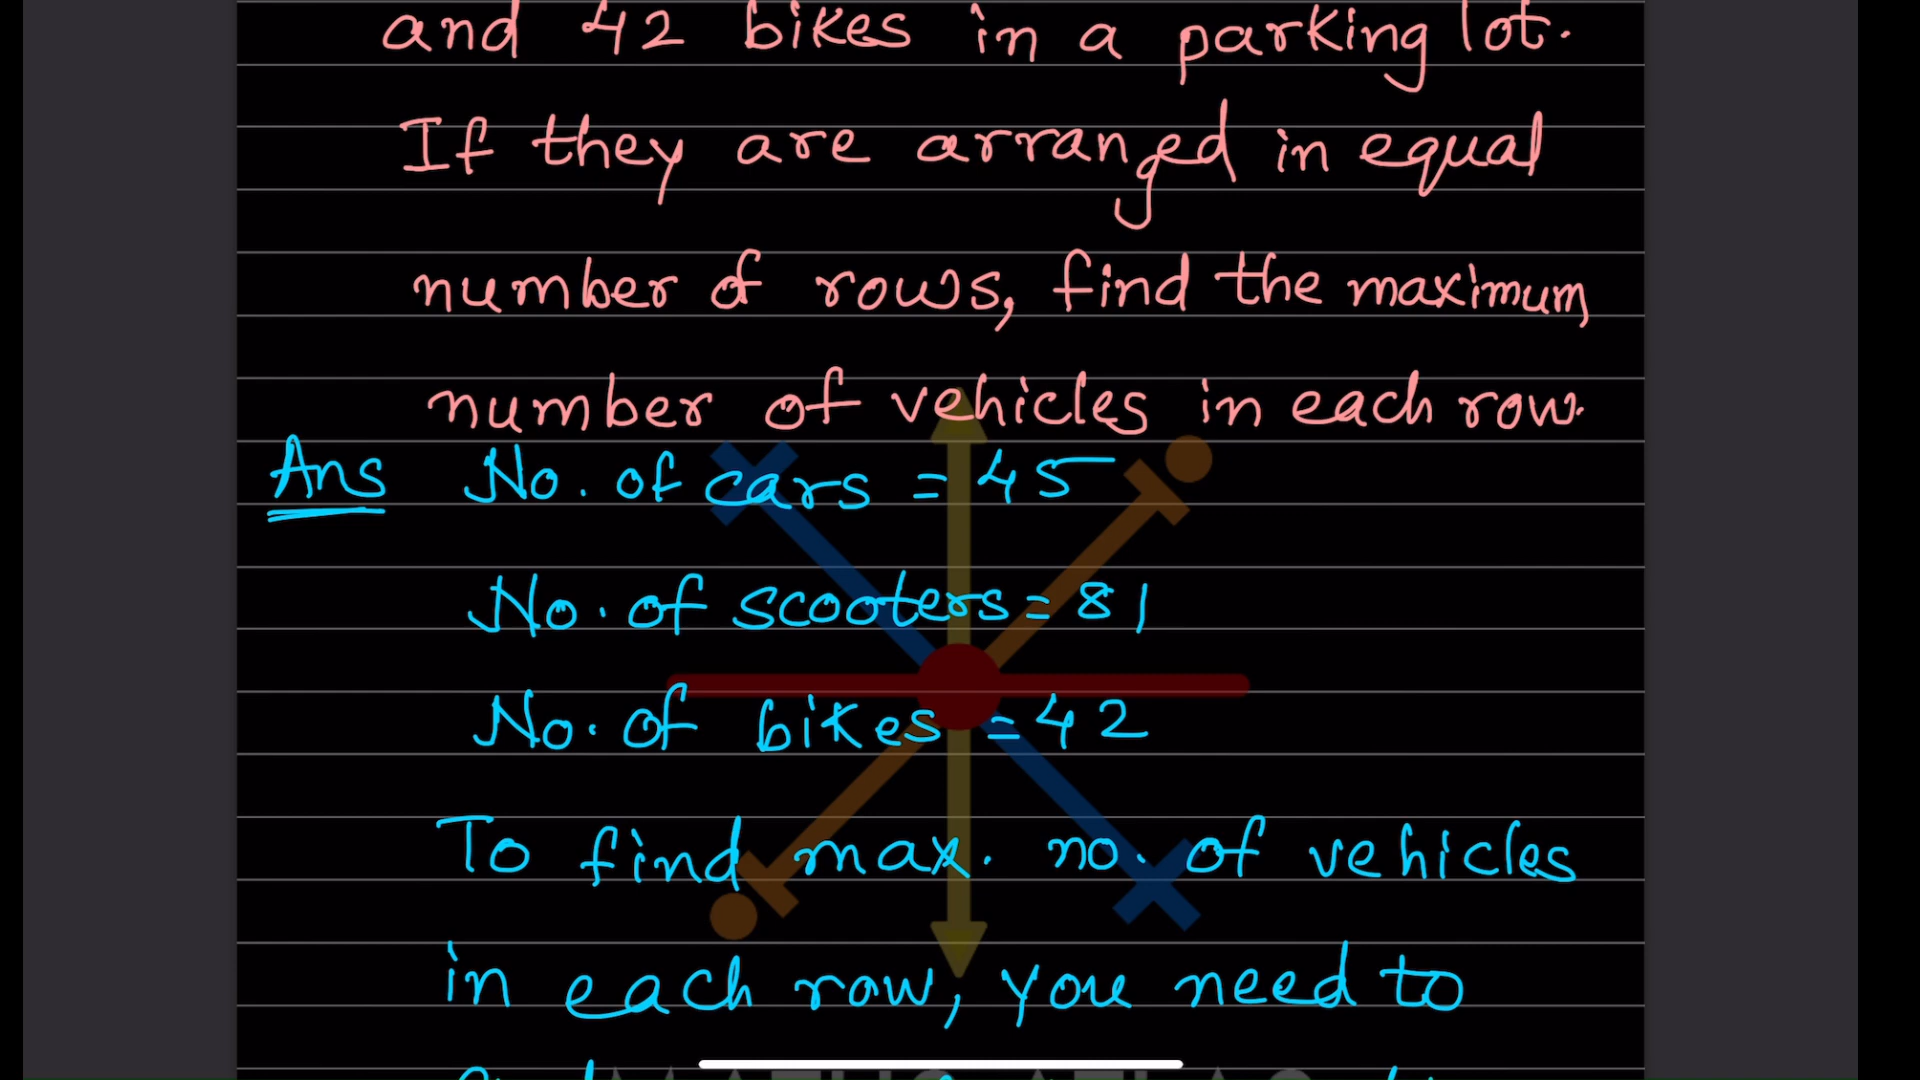 and 42 bikes in a parking lot.
If they are arranged in equal
number of rows, find the maximum
number of vehicles in each row.
Ans No. of cars = 45
No. of scooters = 81
No. of bikes = 42
To find max. no. of vehicles
in each row, you need to